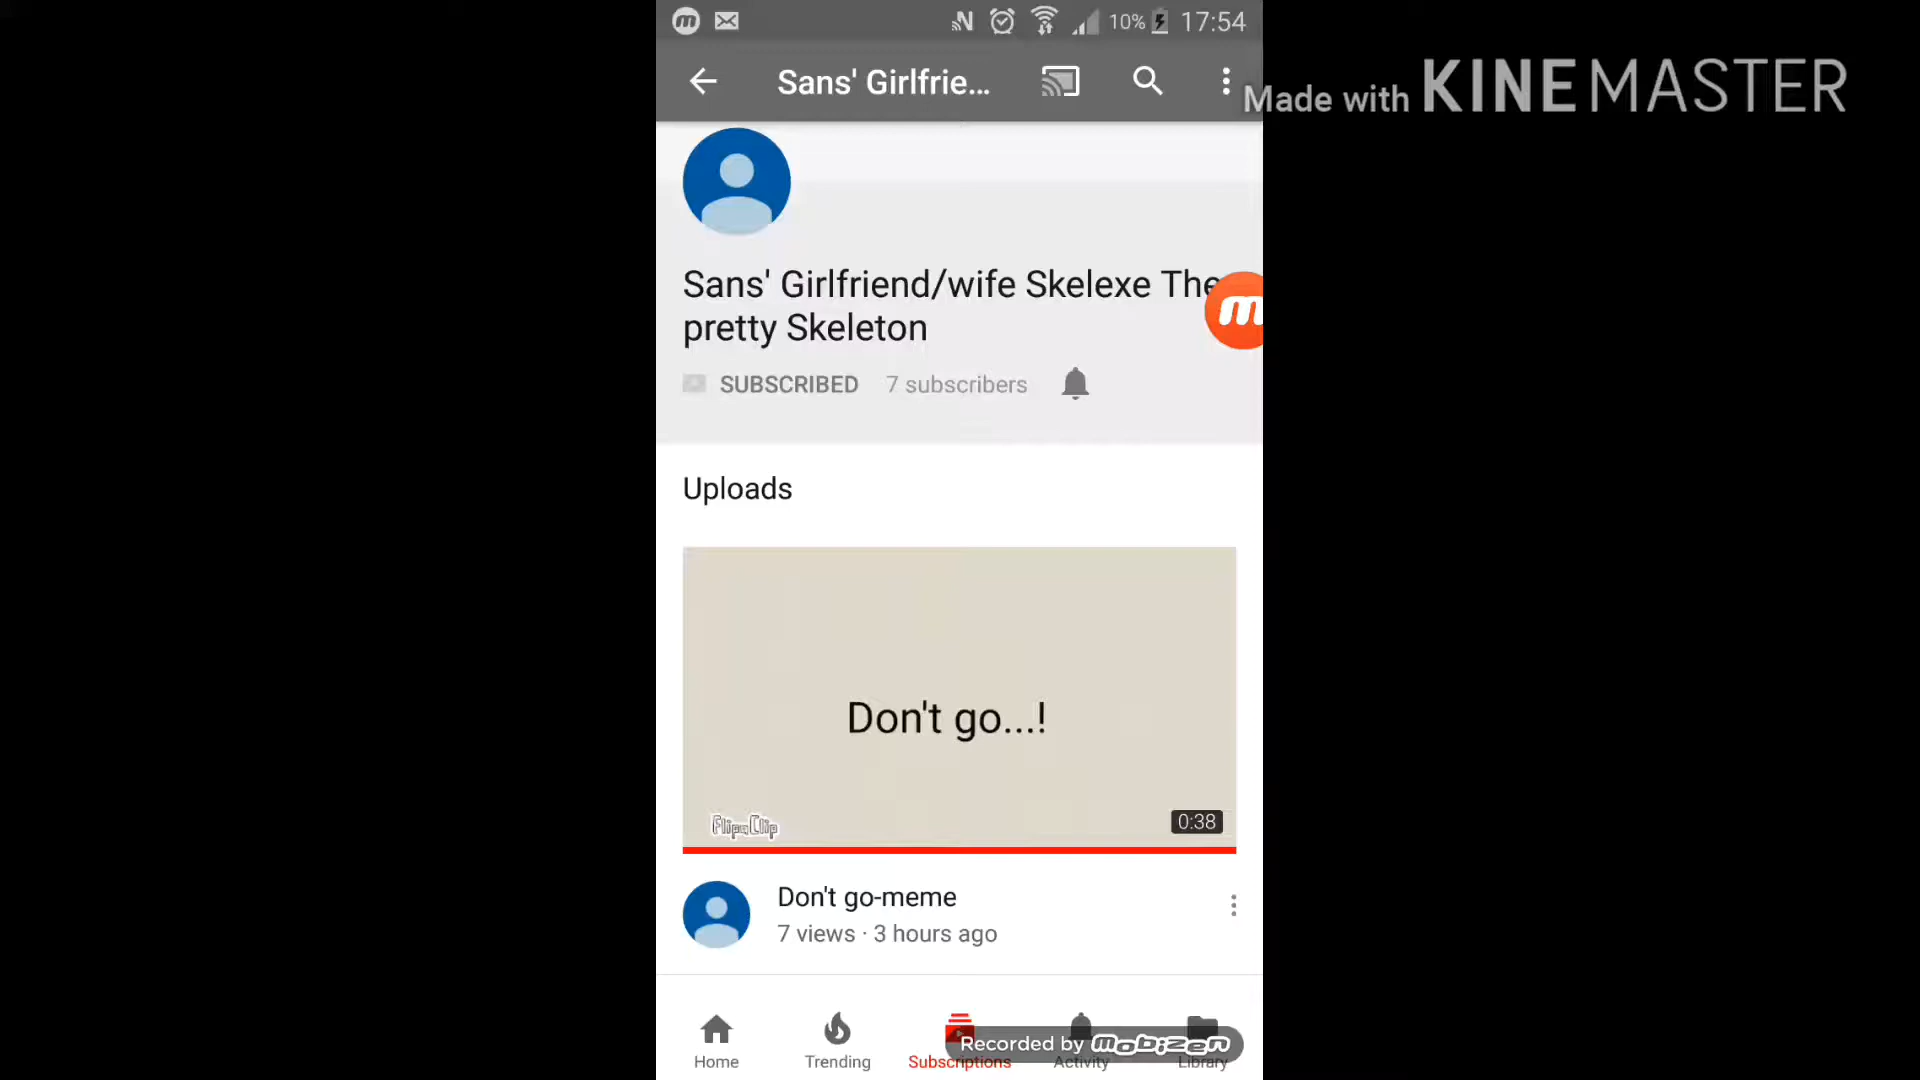 10% 17:54
Sans' Girlfrie...
Made with KINEMASTER
Sans' Girlfriend/wife Skelexe The
pretty Skeleton
SUBSCRIBED 7 subscribers
Uploads
Don't go...!
FlipaClip
0:38
Don't go-meme
7 views · 3 hours ago
Recorded by mobizen
Home Trending Subscriptions Activity Library